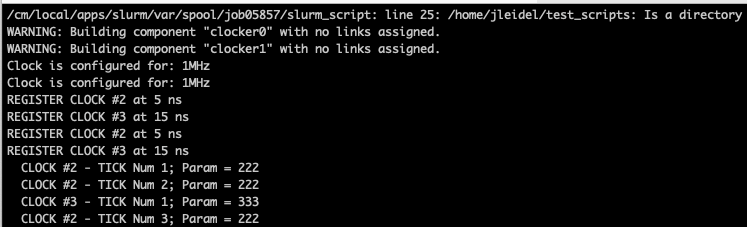 /cm/local/apps/slurm/var/spool/job05857/slurm_script: line 25: /home/jleidel/test_scripts: Is a directory
WARNING: Building component "clocker0" with no links assigned.
WARNING: Building component "clocker1" with no links assigned.
Clock is configured for: 1MHz
Clock is configured for: 1MHz
REGISTER CLOCK #2 at 5 ns
REGISTER CLOCK #3 at 15 ns
REGISTER CLOCK #2 at 5 ns
REGISTER CLOCK #3 at 15 ns
  CLOCK #2 - TICK Num 1; Param = 222
  CLOCK #2 - TICK Num 2; Param = 222
  CLOCK #3 - TICK Num 1; Param = 333
  CLOCK #2 - TICK Num 3; Param = 222